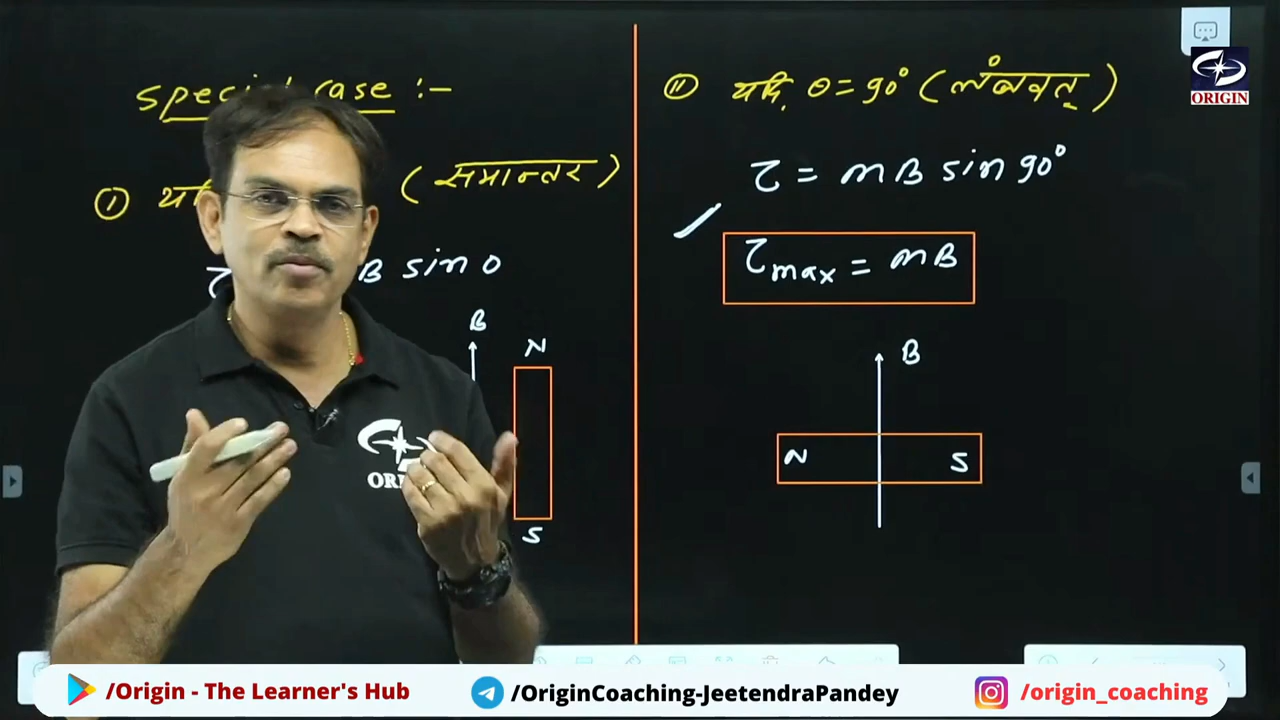 special case :-
① यदि (समान्तर)
B sin 0
B
N
S
ORIGIN
② यदि, θ = 90° (लंबवत्)
τ = mB sin 90°
τmax = mB
B
N S
/Origin - The Learner's Hub
/OriginCoaching-JeetendraPandey
/origin_coaching